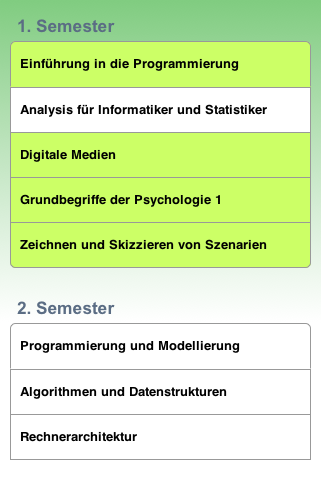 1. Semester
Einführung in die Programmierung
Analysis für Informatiker und Statistiker
Digitale Medien
Grundbegriffe der Psychologie 1
Zeichnen und Skizzieren von Szenarien
2. Semester
Programmierung und Modellierung
Algorithmen und Datenstrukturen
Rechnerarchitektur